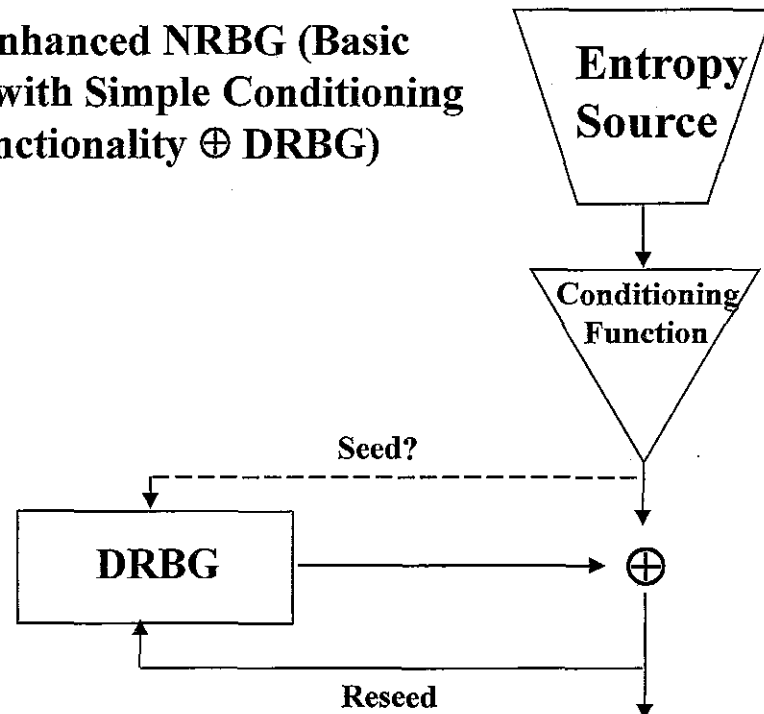 nhanced NRBG (Basic
with Simple Conditioning
nctionality ⊕ DRBG)
Entropy
Source
Conditioning
Function
Seed?
DRBG
Reseed